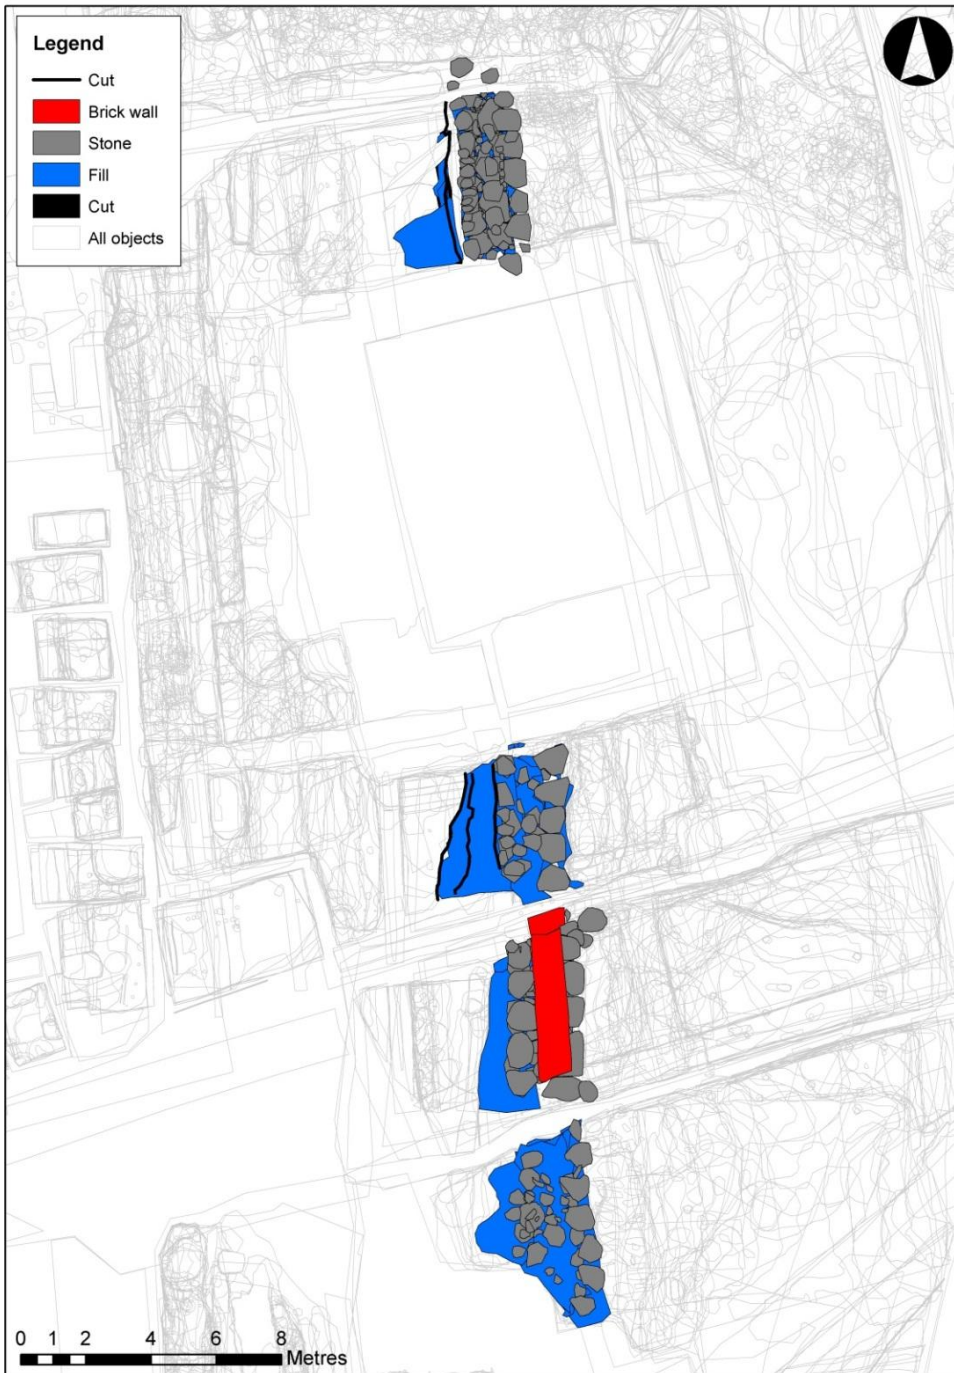 Legend
Cut
Brick wall
Stone
Fill
Cut
All objects
0 1 2 4 6 8
Metres